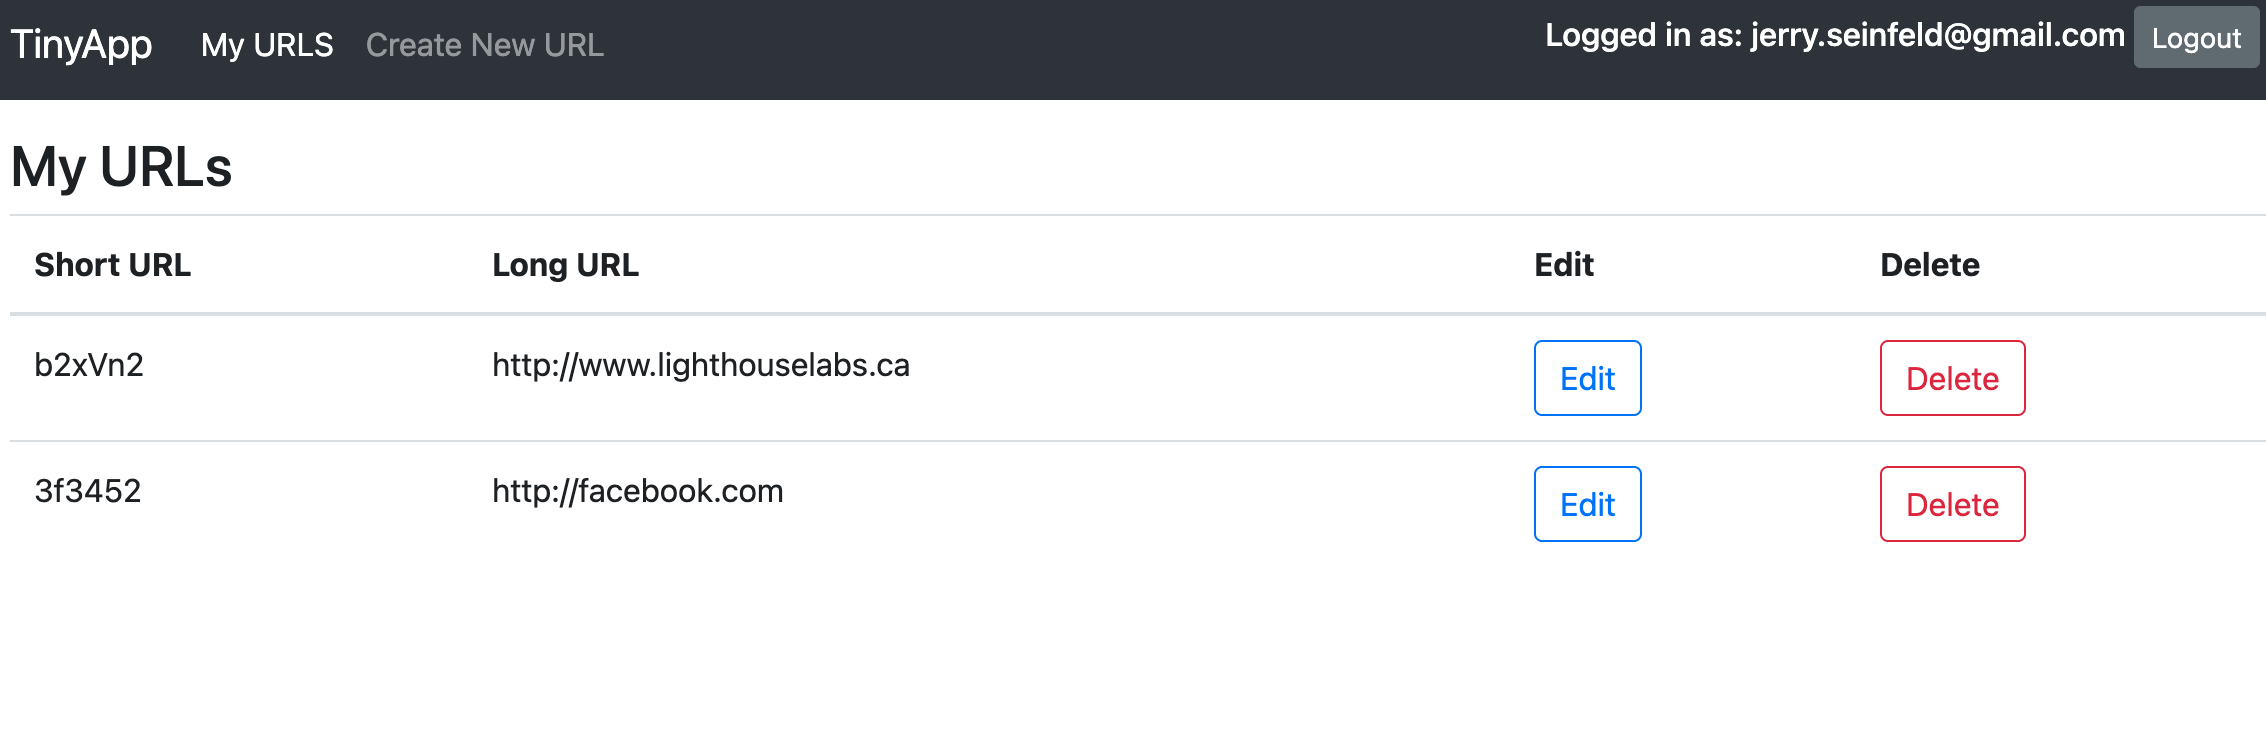 TinyApp My URLS Create New URL Logged in as: jerry.seinfeld@gmail.com Logout
My URLs
Short URL Long URL Edit Delete
b2xVn2 http://www.lighthouselabs.ca Edit Delete
3f3452 http://facebook.com Edit Delete